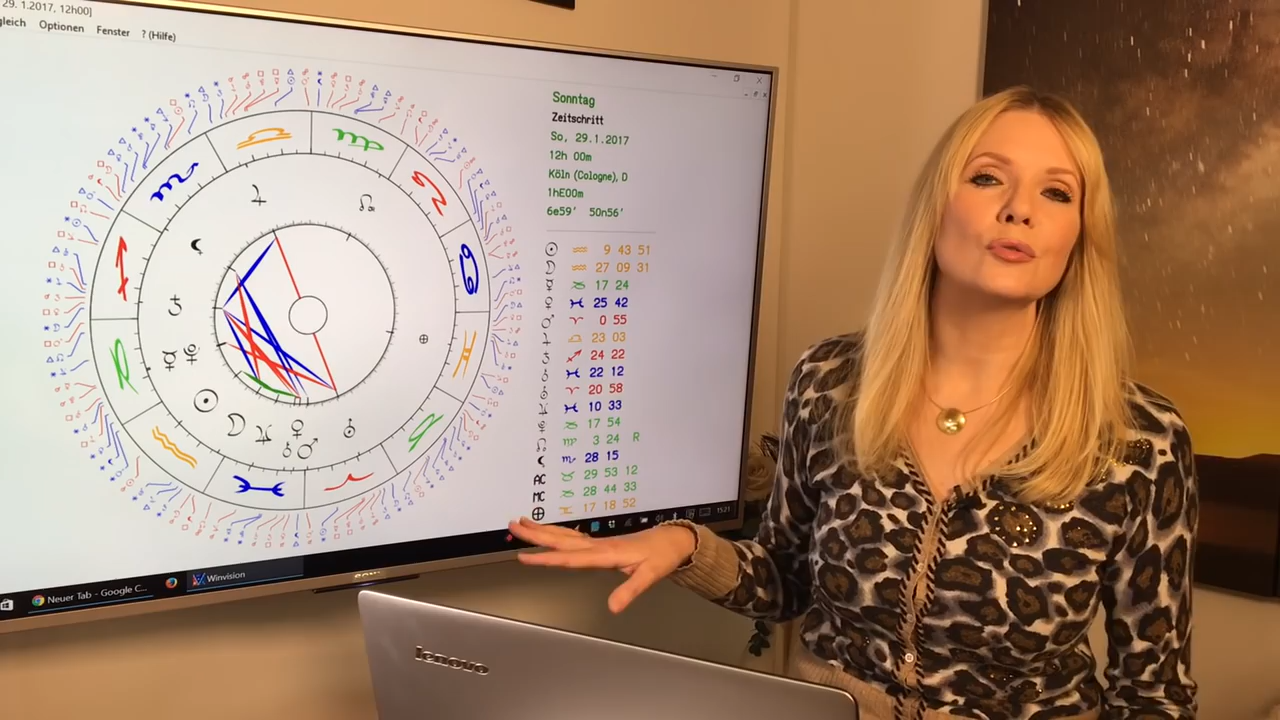 29. 1.2017, 12h00]
gleich Optionen Fenster ? (Hilfe)
Sonntag
Zeitschritt
So, 29.1.2017
12h 00m
Köln (Cologne), D
1hE00m
6e59' 50n56'
9 43 51
27 09 31
17 24
25 42
0 55
23 03
24 22
22 12
20 58
10 33
17 54
3 24 R
28 15
AC 29 53 12
MC 28 44 33
17 18 52
15:21
Neuer Tab - Google C...
Winvision
SONY
lenovo